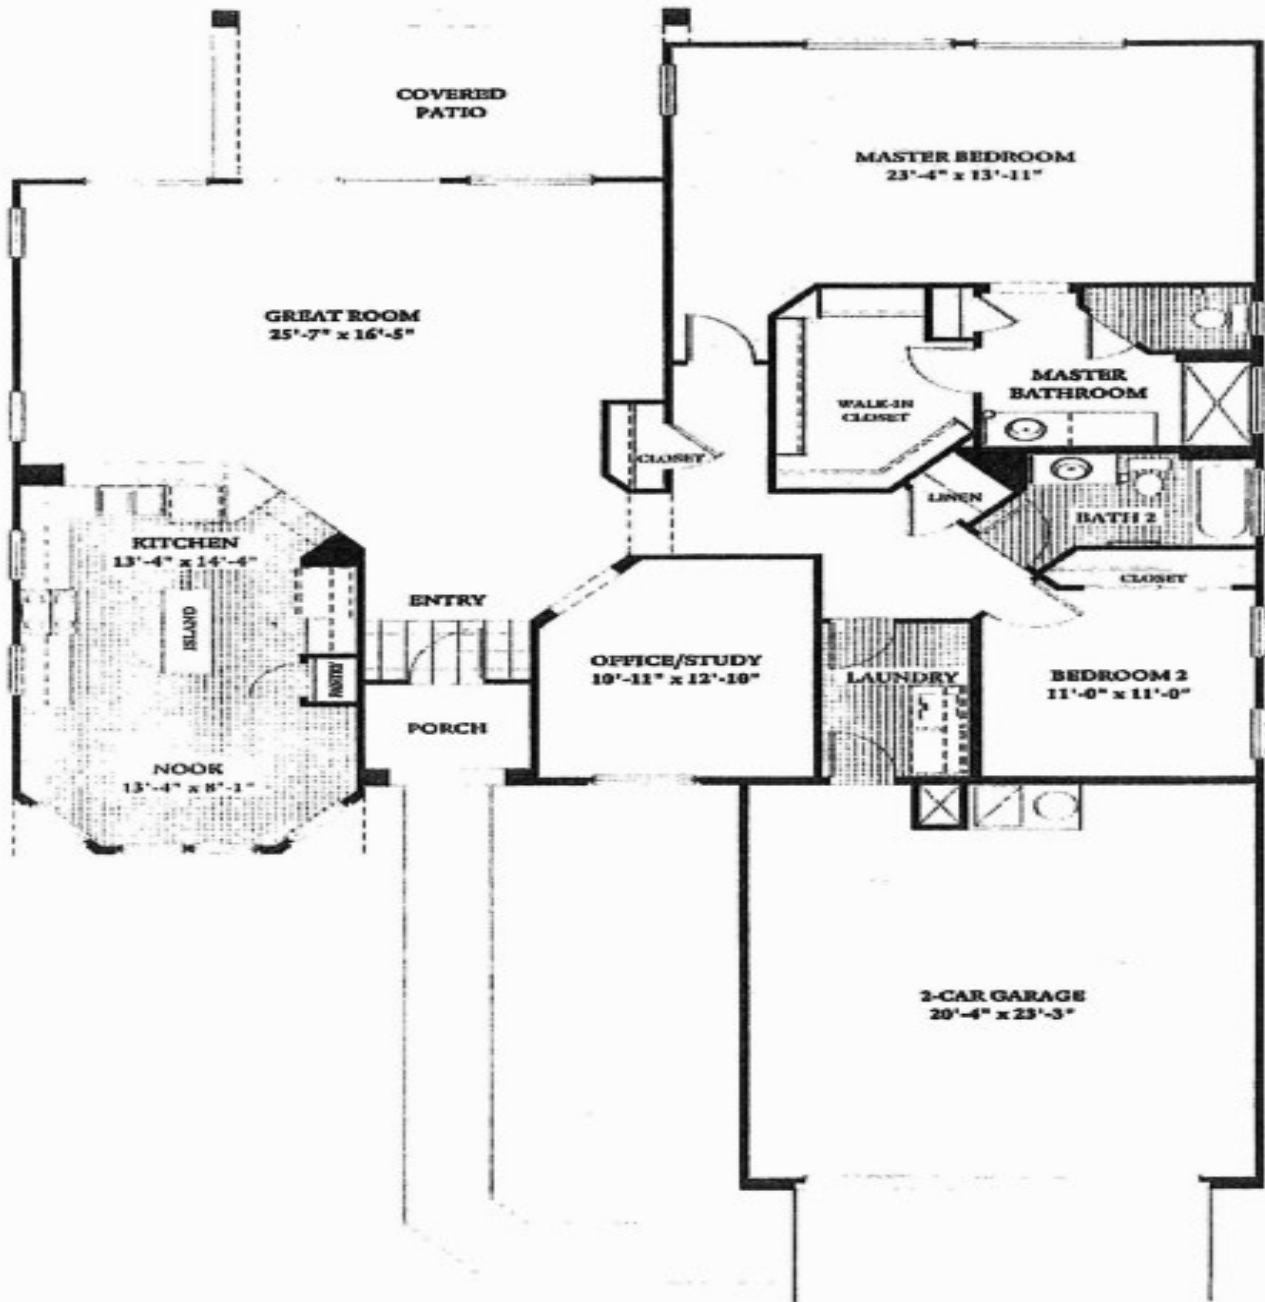 COVERED
PATIO
MASTER BEDROOM
23'-4" x 13'-11"
GREAT ROOM
25'-7" x 16'-5"
MASTER
BATHROOM
WALK-IN
CLOSET
CLOSET
LINEN
BATH 2
KITCHEN
13'-4" x 14'-4"
CLOSET
ENTRY
ISLAND
OFFICE/STUDY
10'-11" x 12'-10"
PANTRY
LAUNDRY
BEDROOM 2
11'-0" x 11'-0"
PORCH
NOOK
13'-4" x 8'-1"
2-CAR GARAGE
20'-4" x 23'-3"